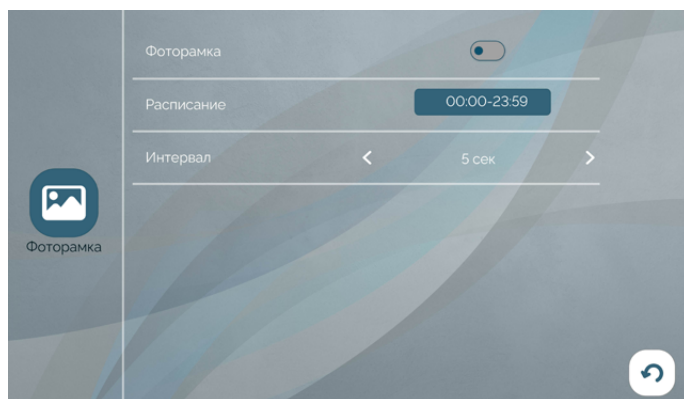 Фоторамка
Расписание
00:00-23:59
Интервал
5 сек
Фоторамка